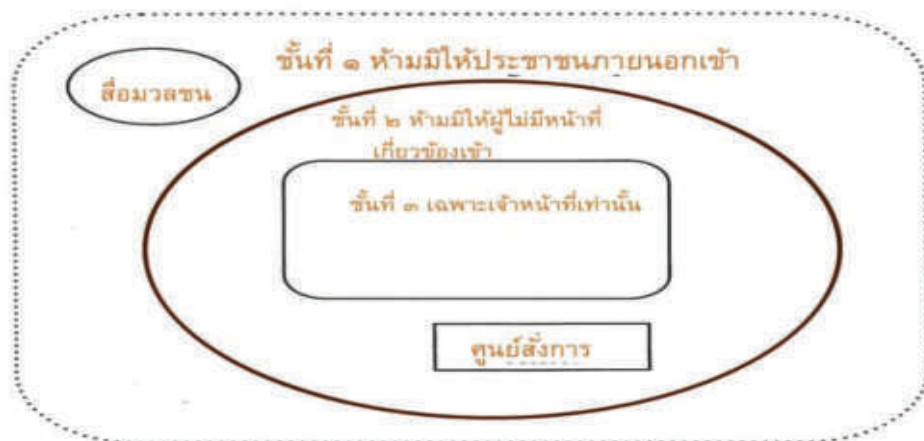 ชั้นที่ ๑ ห้ามมิให้ประชาชนภายนอกเข้า
สื่อมวลชน
ชั้นที่ ๒ ห้ามมิให้ผู้ไม่มีหน้าที่
เกี่ยวข้องเข้า
ชั้นที่ ๓ เฉพาะเจ้าหน้าที่เท่านั้น
ศูนย์สั่งการ